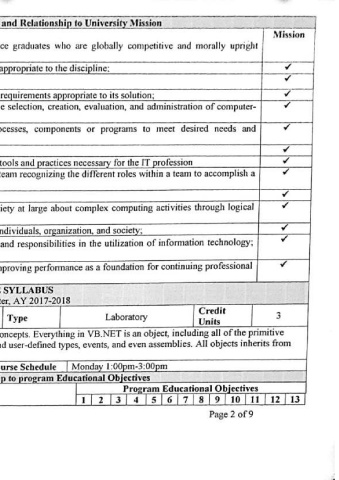 and Relationship to University Mission
Mission
ce graduates who are globally competitive and morally upright
appropriate to the discipline; ✓
✓
requirements appropriate to its solution; ✓
e selection, creation, evaluation, and administration of computer- ✓
ocesses, components or programs to meet desired needs and ✓
✓
tools and practices necessary for the IT profession ✓
team recognizing the different roles within a team to accomplish a ✓
✓
iety at large about complex computing activities through logical ✓
ndividuals, organization, and society; ✓
and responsibilities in the utilization of information technology; ✓
mproving performance as a foundation for continuing professional ✓
E SYLLABUS
ter, AY 2017-2018
Type Laboratory Credit Units 3
oncepts. Everything in VB.NET is an object, including all of the primitive
d user-defined types, events, and even assemblies. All objects inherits from
urse Schedule Monday 1:00pm-3:00pm
p to program Educational Objectives
Program Educational Objectives
1 2 3 4 5 6 7 8 9 10 11 12 13
Page 2 of 9